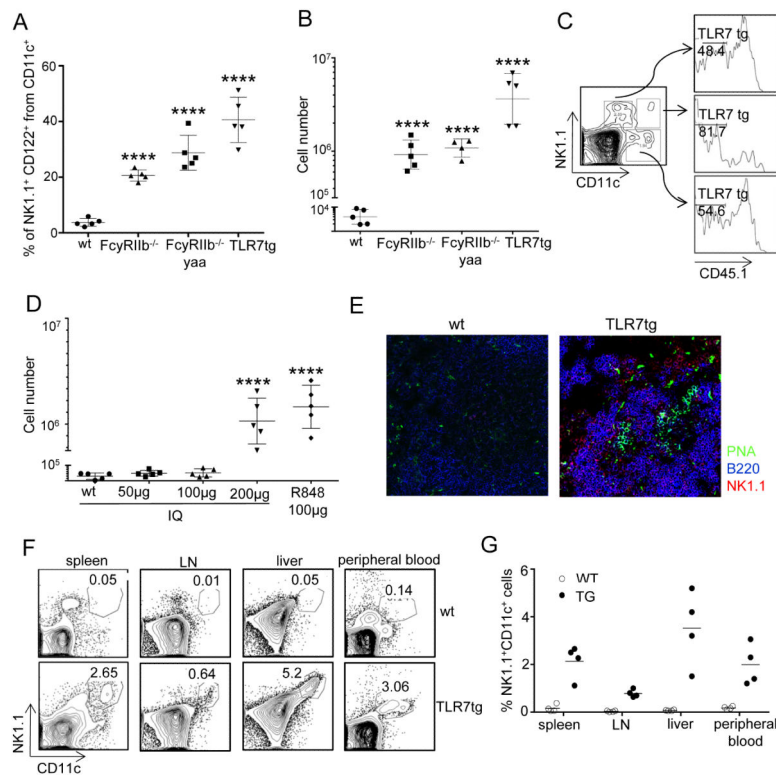 A
% of NK1.1+ CD122+ from CD11c+
60
40
20
0
****
****
****
wt
FcyRIIb-/-
FcyRIIb-/-
yaa
TLR7tg
B
Cell number
10^7
10^6
10^5
10^4
****
****
****
wt
FcyRIIb-/-
FcyRIIb-/-
yaa
TLR7tg
C
NK1.1
CD11c
TLR7 tg
48.4
TLR7 tg
81.7
TLR7 tg
54.6
CD45.1
D
Cell number
10^7
10^6
10^5
****
****
wt
50µg
100µg
200µg
R848
100µg
IQ
E
wt
TLR7tg
PNA
B220
NK1.1
F
spleen
LN
liver
peripheral blood
0.05
0.01
0.05
0.14
wt
2.65
0.64
5.2
3.06
TLR7tg
NK1.1
CD11c
G
% NK1.1+CD11c+ cells
6
4
2
0
WT
TG
spleen
LN
liver
peripheral
blood